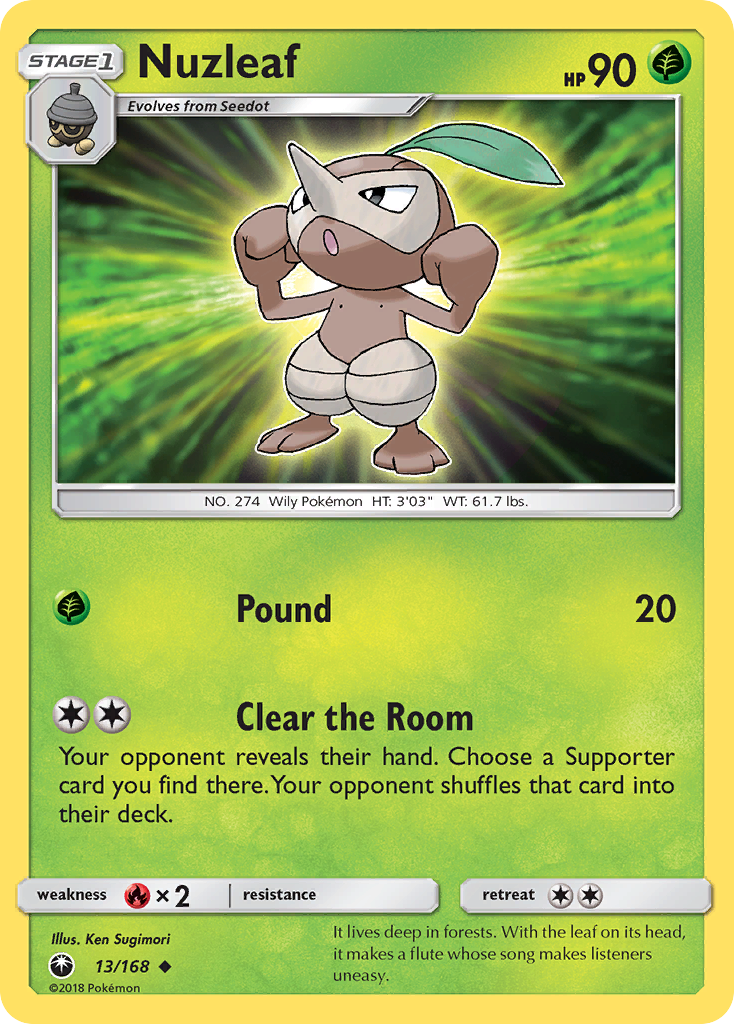 STAGE1
Nuzleaf
HP90
Evolves from Seedot
NO. 274 Wily Pokémon HT: 3'03" WT: 61.7 lbs.
Pound 20
Clear the Room
Your opponent reveals their hand. Choose a Supporter
card you find there. Your opponent shuffles that card into
their deck.
weakness ×2 resistance retreat
Illus. Ken Sugimori
13/168
©2018 Pokémon
It lives deep in forests. With the leaf on its head,
it makes a flute whose song makes listeners
uneasy.